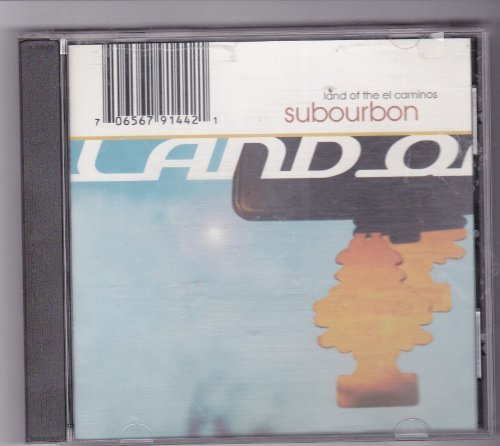 7 06567 91442 1
land of the el caminos
subourbon
LAND O